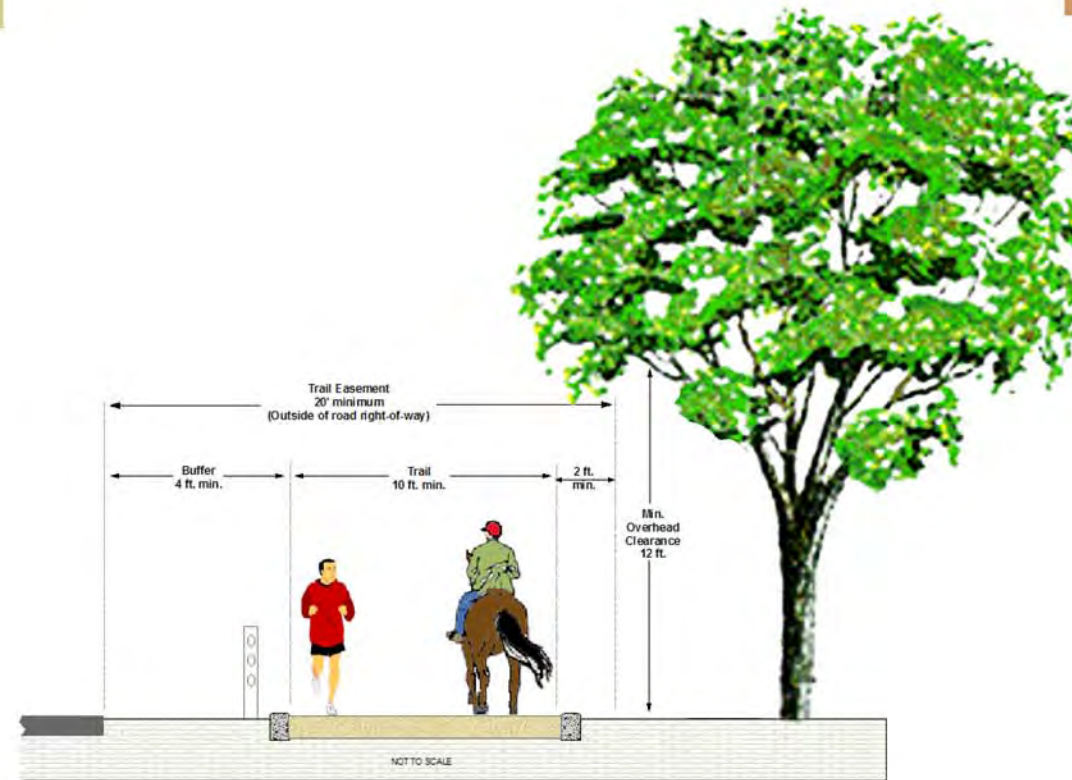 Trail Easement
20' minimum
(Outside of road right-of-way)
Buffer
4 ft. min.
Trail
10 ft. min.
2 ft.
min.
Min.
Overhead
Clearance
12 ft.
NOT TO SCALE